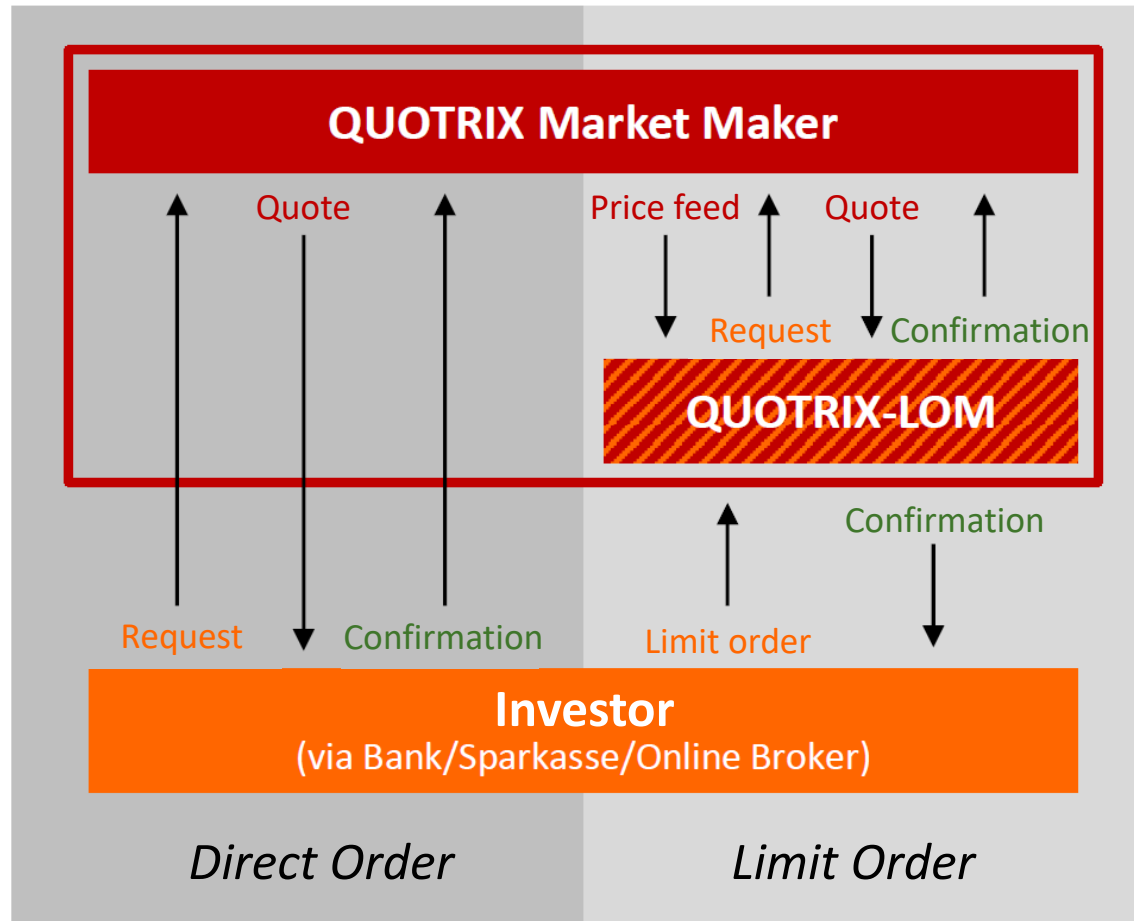 QUOTRIX Market Maker
Quote
Price feed
Quote
Request
Confirmation
QUOTRIX-LOM
Confirmation
Request
Confirmation
Limit order
Investor
(via Bank/Sparkasse/Online Broker)
Direct Order
Limit Order